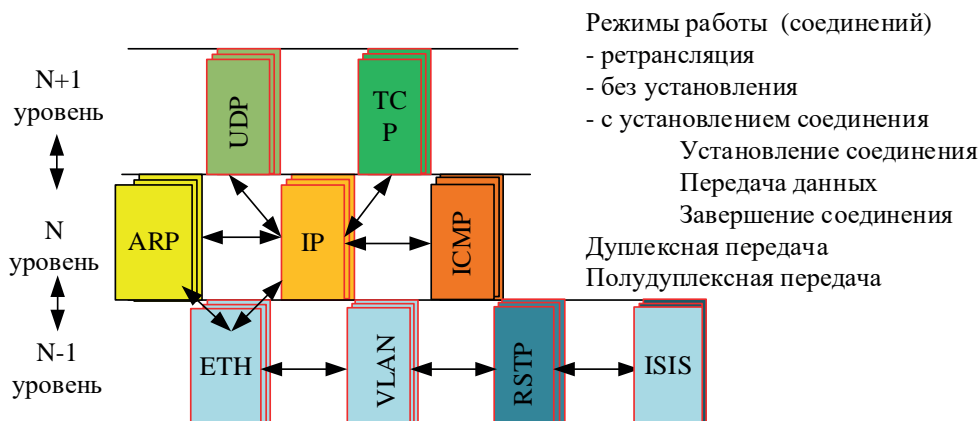 Режимы работы (соединений)
- ретрансляция
- без установления
- с установлением соединения
Установление соединения
Передача данных
Завершение соединения
Дуплексная передача
Полудуплексная передача
N+1
уровень
UDP
TC
P
N
уровень
ARP
IP
ICMP
N-1
уровень
ETH
VLAN
RSTP
ISIS